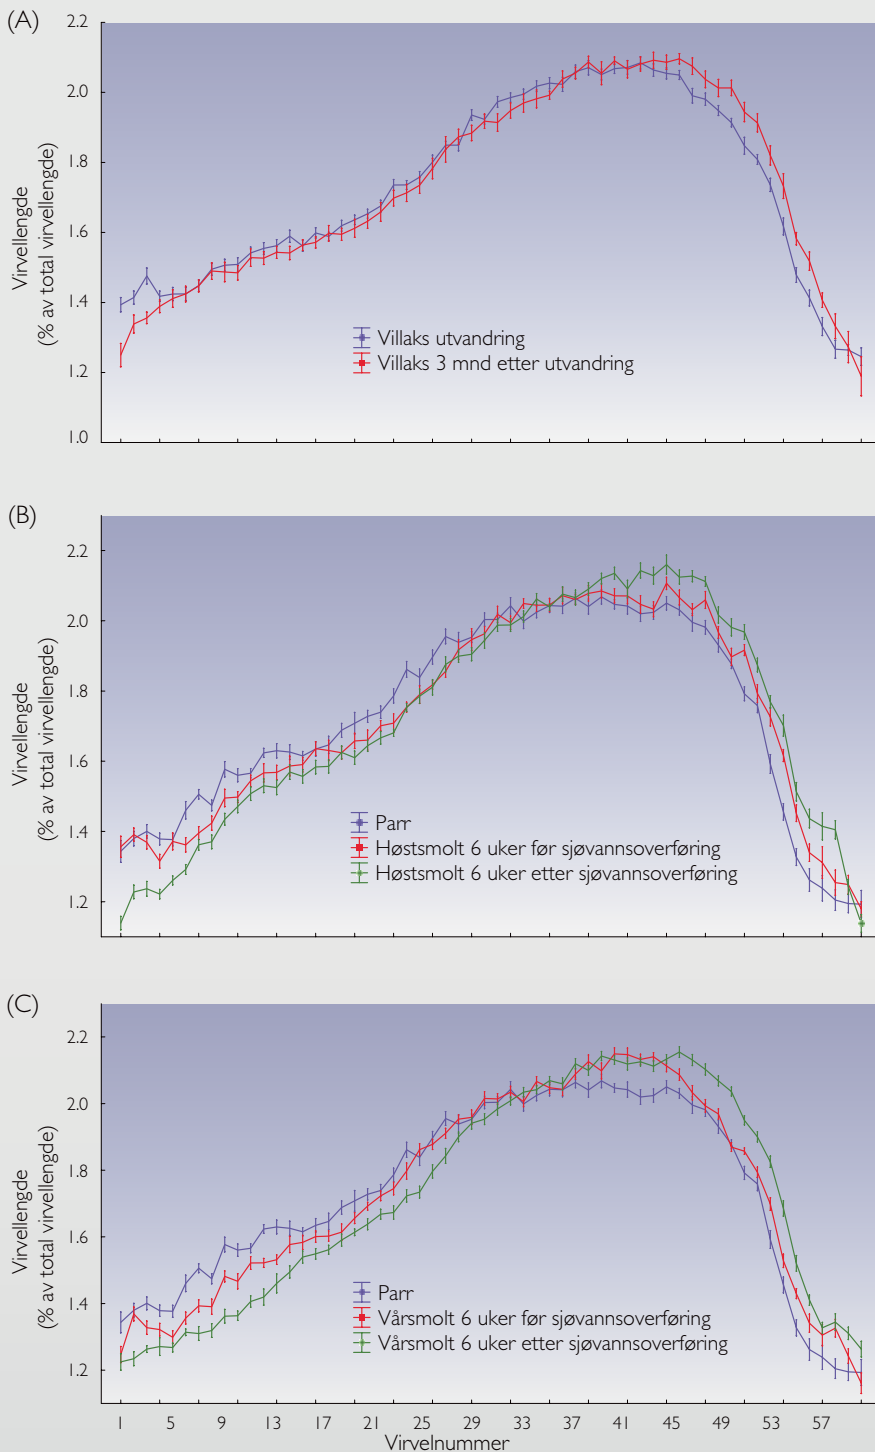 (A)
2.2
2.0
1.8
1.6
1.4
1.2
1.0
Virvellengde
(% av total virvellengde)
Villaks utvandring
Villaks 3 mnd etter utvandring
(B)
2.2
2.0
1.8
1.6
1.4
1.2
Virvellengde
(% av total virvellengde)
Parr
Høstsmolt 6 uker før sjøvannsoverføring
Høstsmolt 6 uker etter sjøvannsoverføring
(C)
2.2
2.0
1.8
1.6
1.4
1.2
Virvellengde
(% av total virvellengde)
Parr
Vårsmolt 6 uker før sjøvannsoverføring
Vårsmolt 6 uker etter sjøvannsoverføring
1 5 9 13 17 21 25 29 33 37 41 45 49 53 57
Virvelnummer